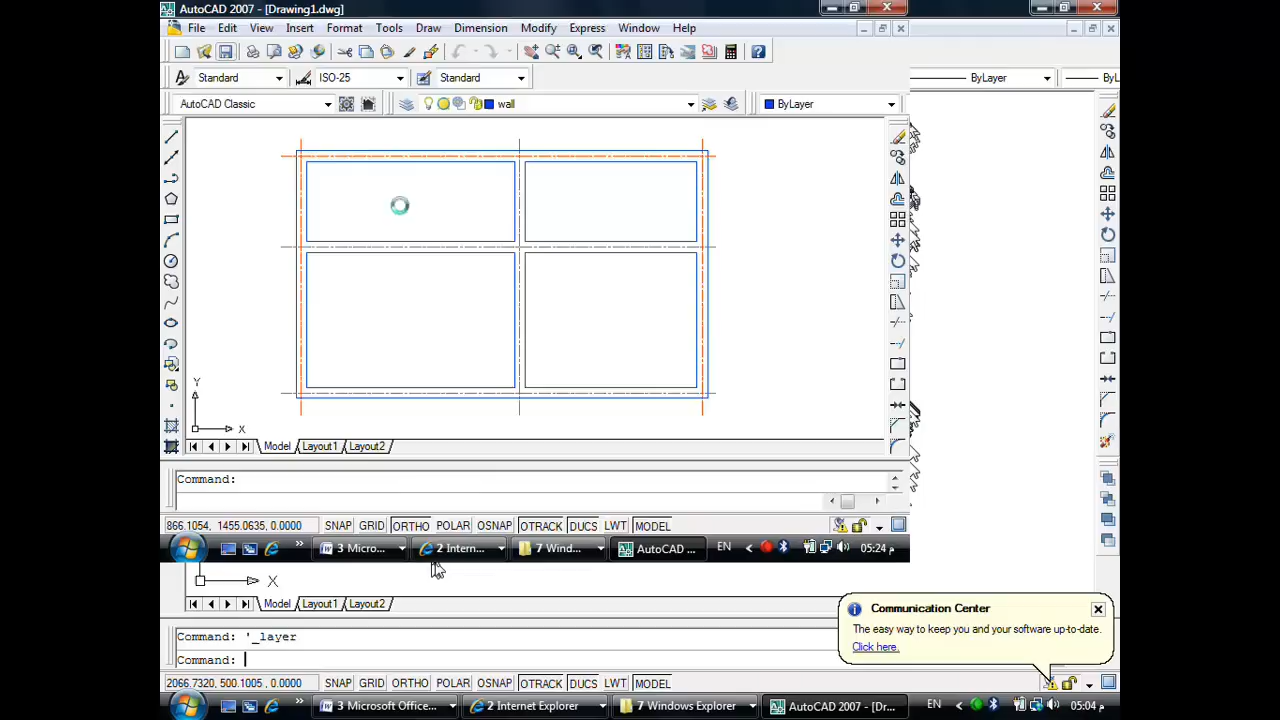 AutoCAD 2007 - [Drawing1.dwg]
File Edit View Insert Format Tools Draw Dimension Modify Express Window Help
Standard ISO-25 Standard
ByLayer ByL
AutoCAD Classic wall ByLayer
Y
X
Model Layout1 Layout2
Command:
866.1054, 1455.0635, 0.0000 SNAP GRID ORTHO POLAR OSNAP OTRACK DUCS LWT MODEL
3 Micro... 2 Intern... 7 Wind... AutoCAD ... EN 05:24 م
X
Model Layout1 Layout2
Communication Center
The easy way to keep you and your software up-to-date.
Click here.
Command: '_layer
Command:
2066.7320, 500.1005 , 0.0000 SNAP GRID ORTHO POLAR OSNAP OTRACK DUCS LWT MODEL
3 Microsoft Office... 2 Internet Explorer 7 Windows Explorer AutoCAD 2007 - [Dr... EN 05:04 م